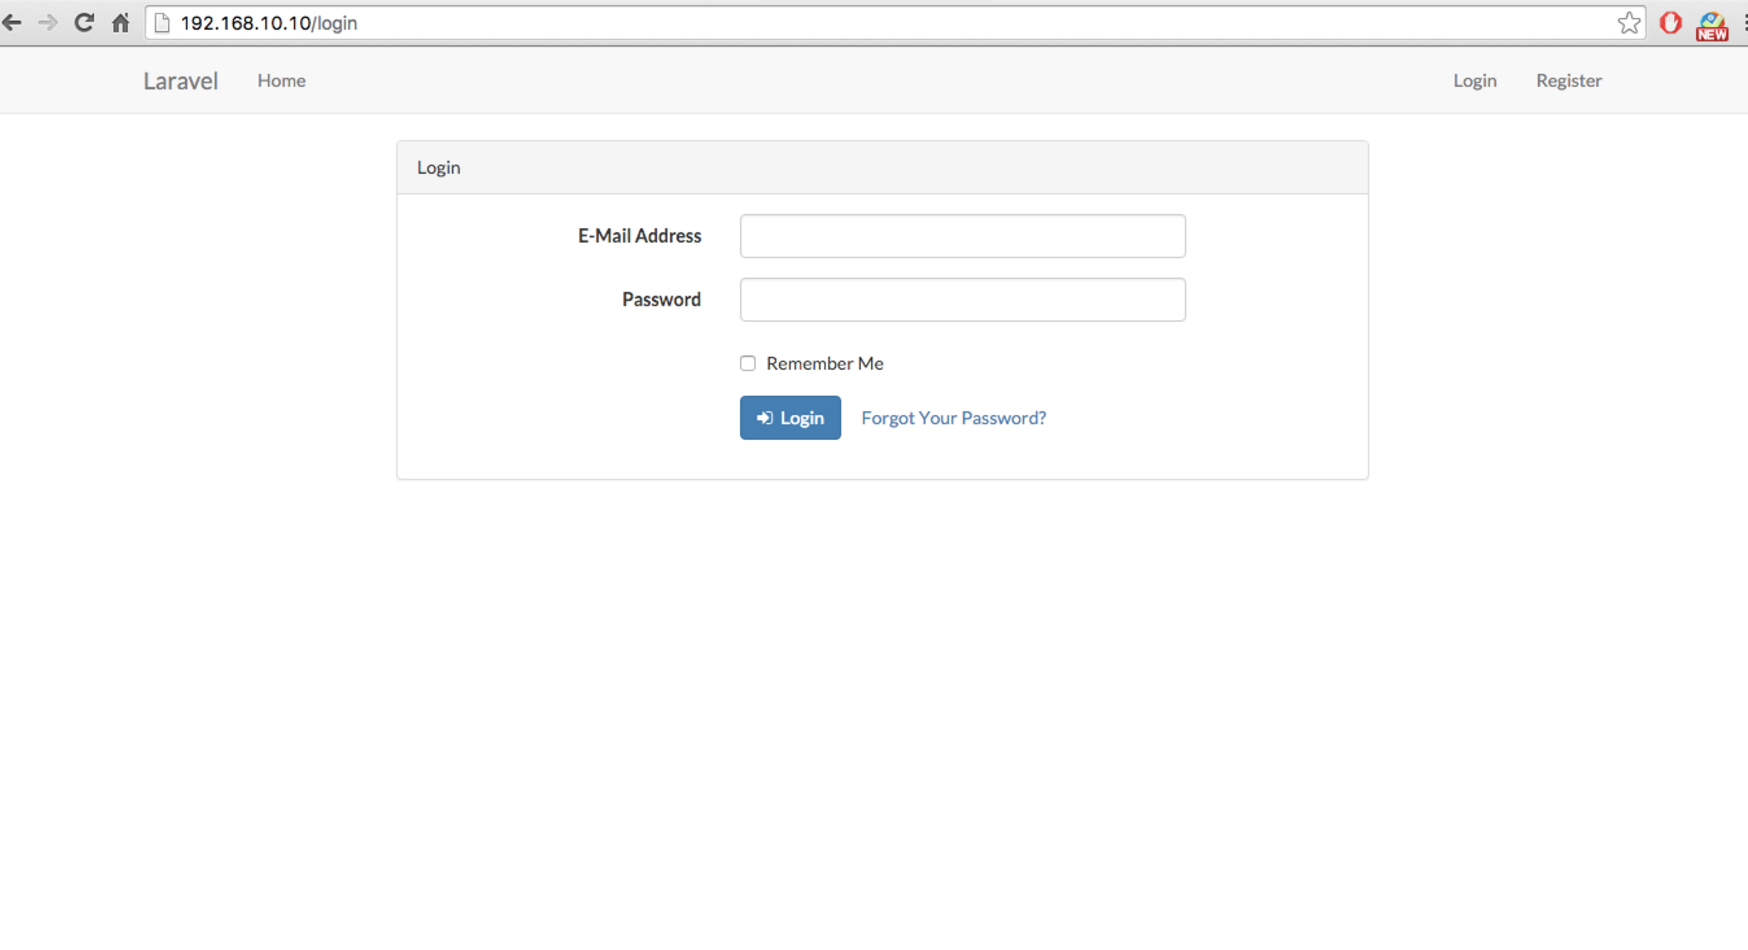 192.168.10.10/login
NEW
Laravel Home Login Register
Login
E-Mail Address
Password
Remember Me
Login Forgot Your Password?